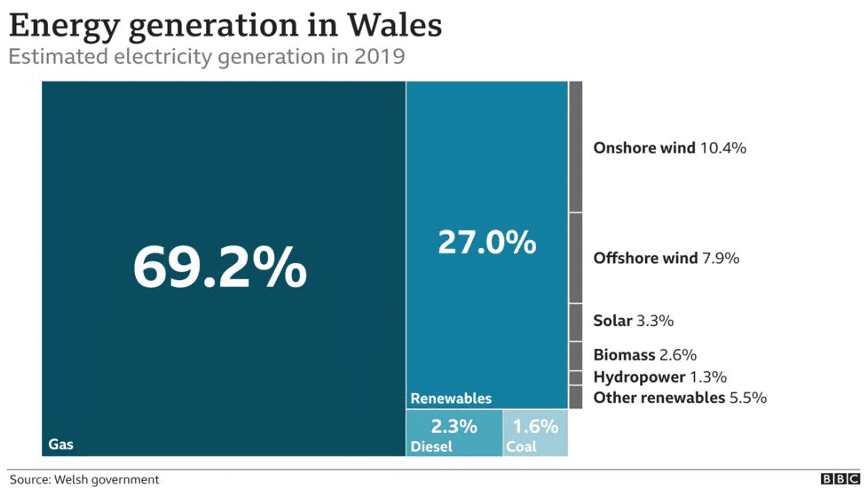 Energy generation in Wales
Estimated electricity generation in 2019
69.2%
Gas
27.0%
Renewables
2.3%
Diesel
1.6%
Coal
Onshore wind 10.4%
Offshore wind 7.9%
Solar 3.3%
Biomass 2.6%
Hydropower 1.3%
Other renewables 5.5%
Source: Welsh government
BBC